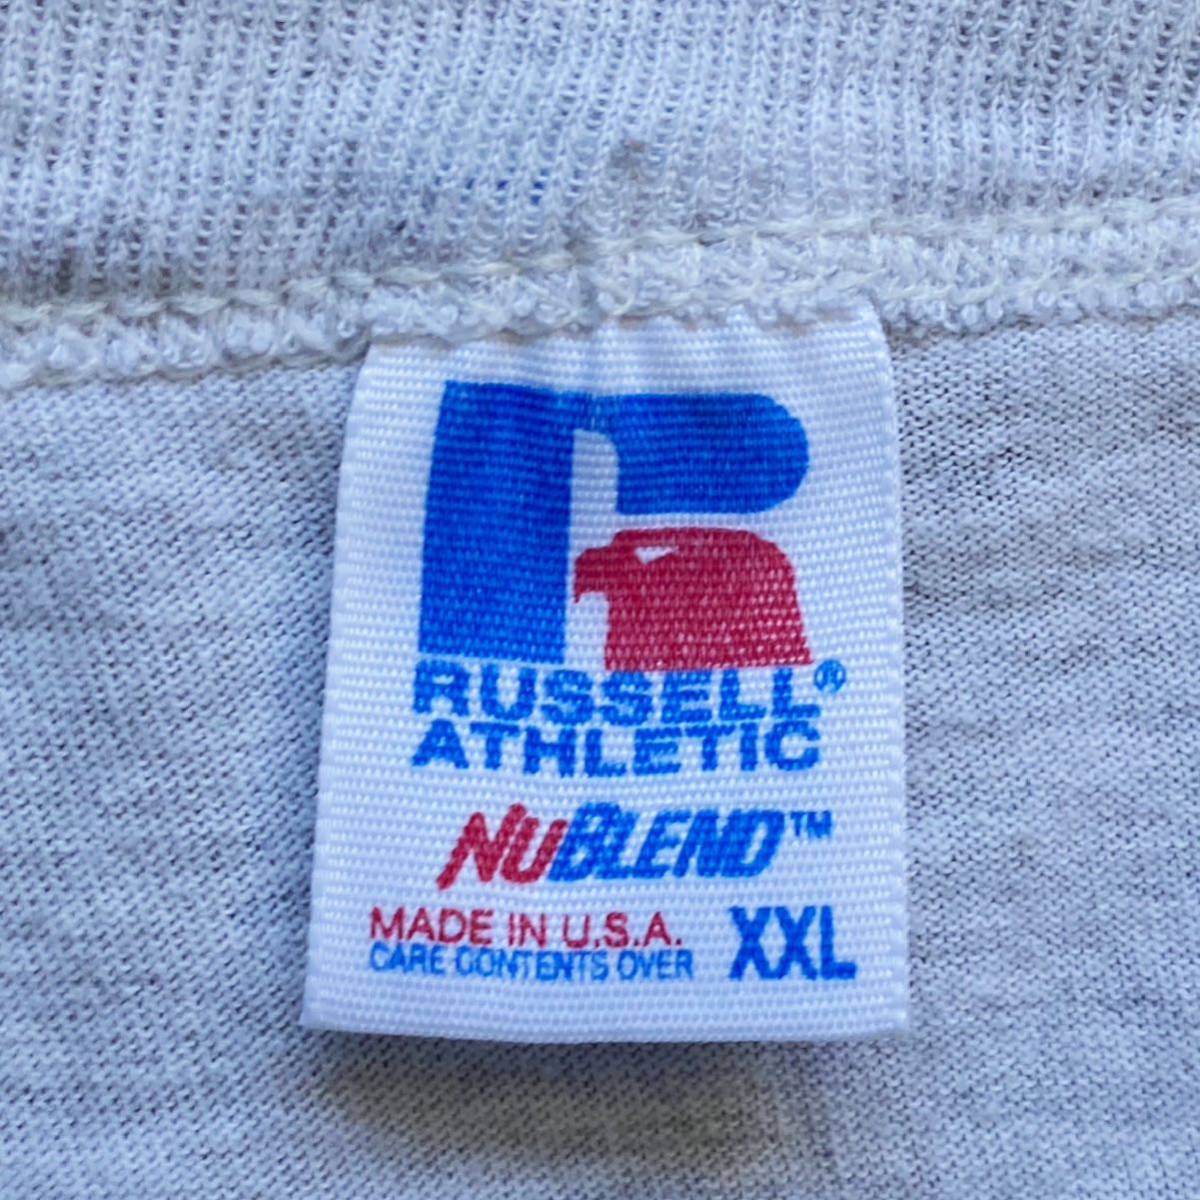 RUSSELL®
ATHLETIC
NUBLEND™
MADE IN U.S.A.
CARE CONTENTS OVER XXL